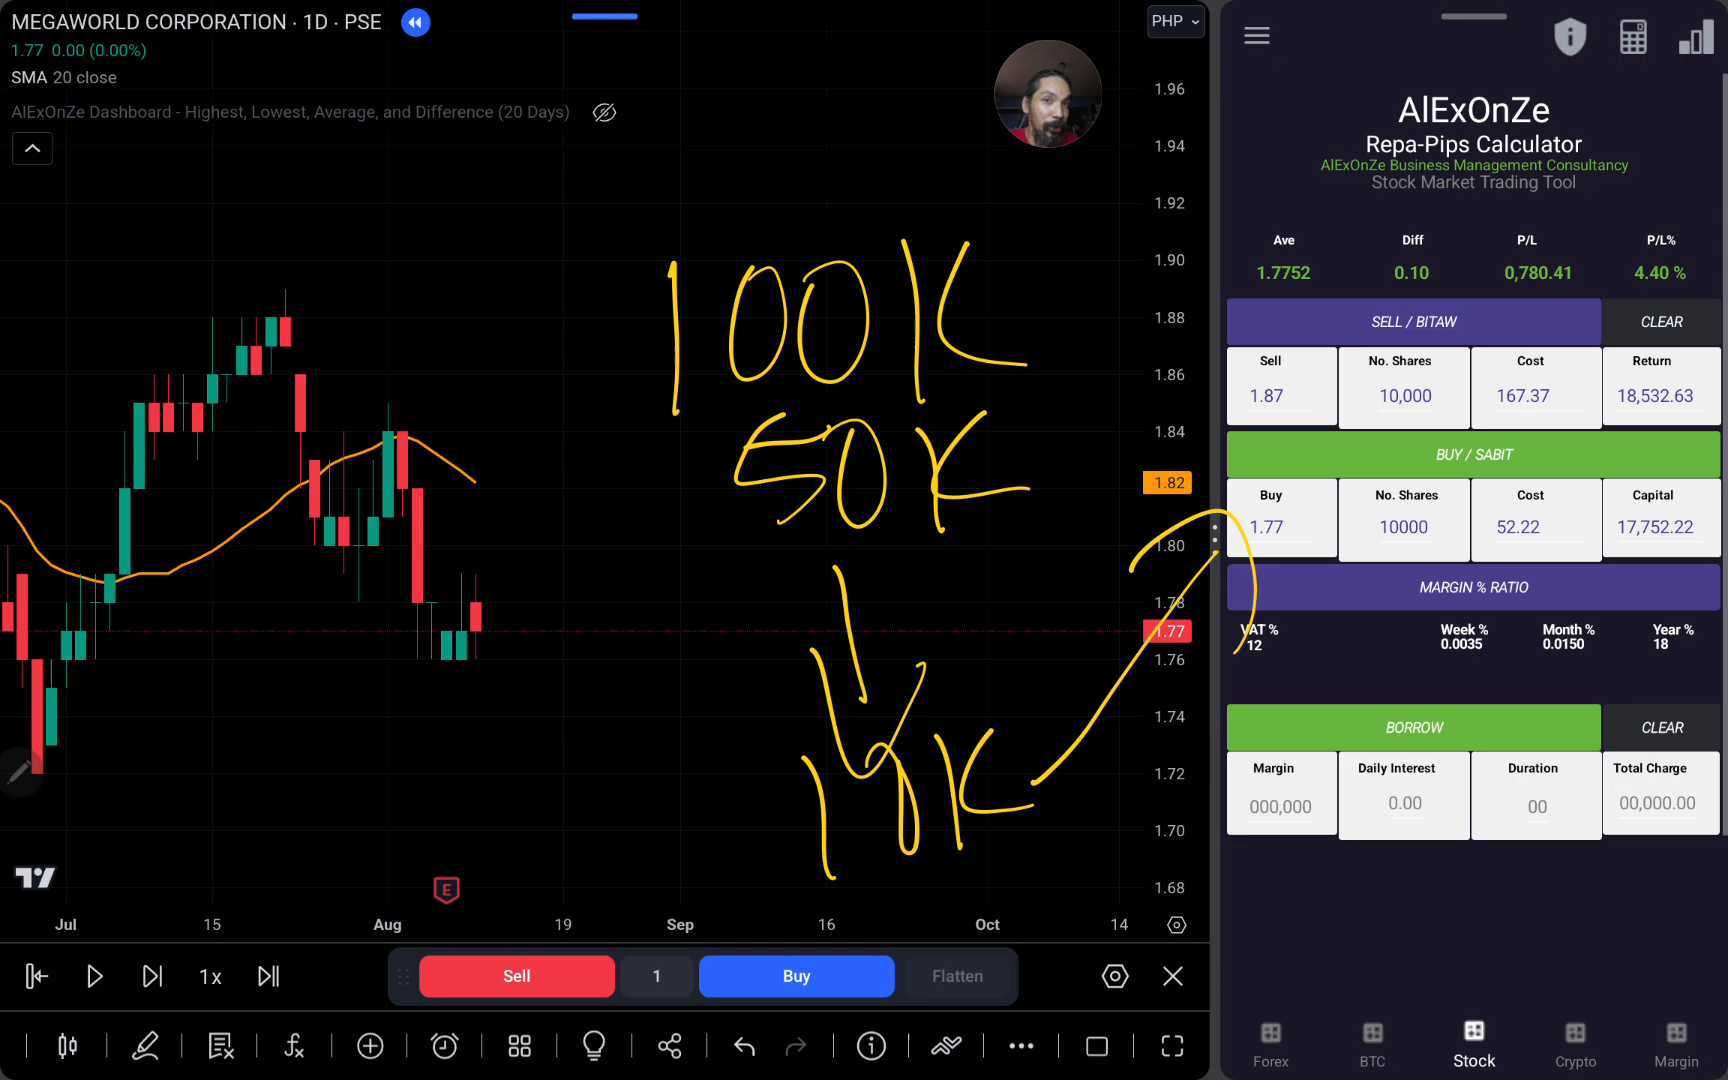 MEGAWORLD CORPORATION · 1D · PSE
PHP
1.77 0.00 (0.00%)
SMA 20 close
AlExOnZe Dashboard - Highest, Lowest, Average, and Difference (20 Days)
1.96
1.94
1.92
1.90
1.88
1.86
1.84
1.82
1.80
1.78
1.77
1.76
1.74
1.72
1.70
1.68
100K
50K
18K
E
Jul 15 Aug 19 Sep 16 Oct 14
1x
Sell 1 Buy Flatten
AlExOnZe
Repa-Pips Calculator
AlExOnZe Business Management Consultancy
Stock Market Trading Tool
Ave Diff P/L P/L%
1.7752 0.10 0,780.41 4.40 %
SELL / BITAW CLEAR
Sell No. Shares Cost Return
1.87 10,000 167.37 18,532.63
BUY / SABIT
Buy No. Shares Cost Capital
1.77 10000 52.22 17,752.22
MARGIN % RATIO
VAT % Week % Month % Year %
12 0.0035 0.0150 18
BORROW CLEAR
Margin Daily Interest Duration Total Charge
000,000 0.00 00 00,000.00
Forex BTC Stock Crypto Margin